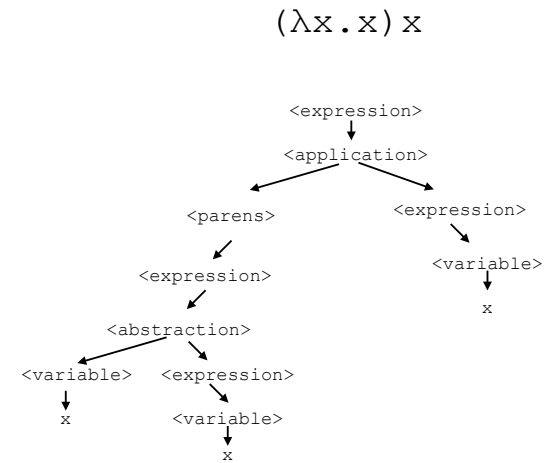 (λx.x)x
<expression>
<application>
<parens>
<expression>
<expression>
<variable>
x
<abstraction>
<variable> <expression>
x
<variable>
x